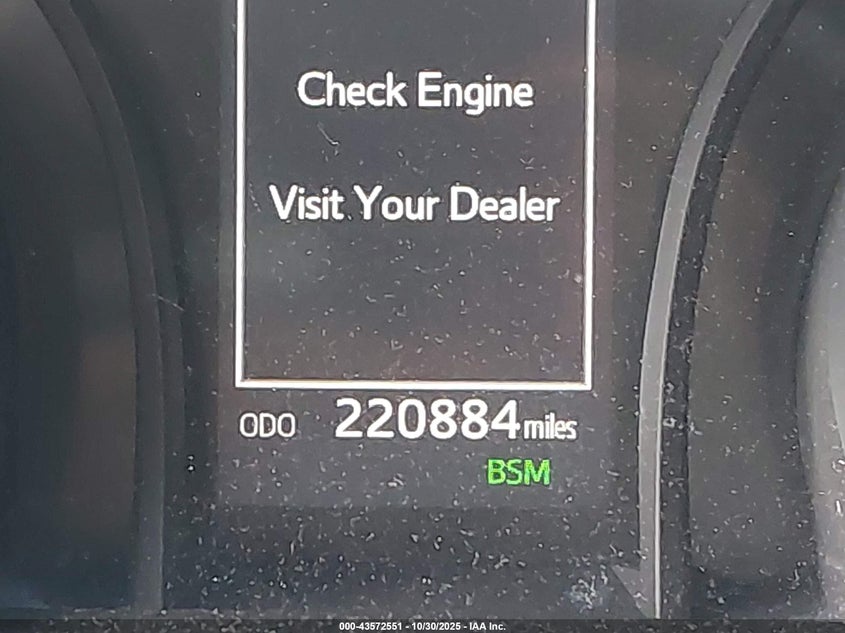 Check Engine
Visit Your Dealer
ODO 220884 miles
BSM
000-43572551 - 10/30/2025 - IAA Inc.